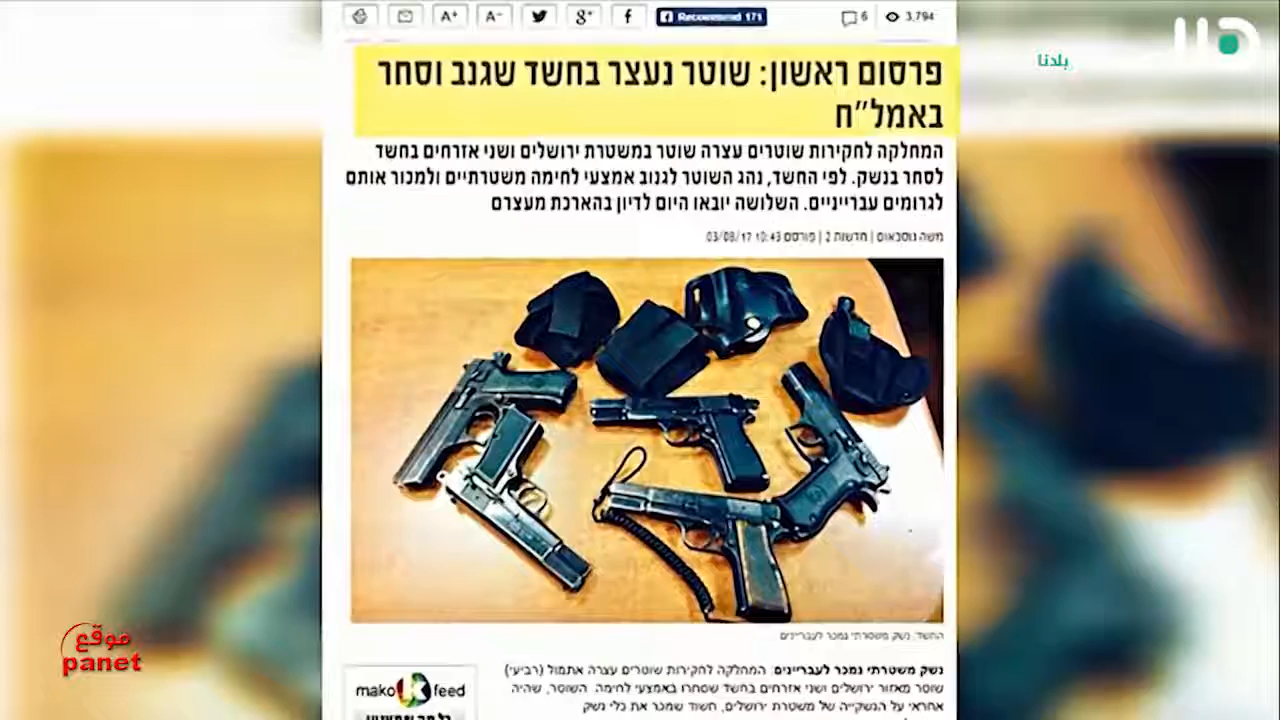 A+
A-
g+
f
f Recommend 171
6
3,794
بلدنا
פרסום ראשון: שוטר נעצר בחשד שגנב וסחר
באמל"ח
המחלקה לחקירות שוטרים עצרה שוטר במשטרת ירושלים ושני אזרחים בחשד
לסחר בנשק. לפי החשד, נהג השוטר לגנוב אמצעי לחימה משטרתיים ולמכור אותם
לגרומים עברייניים. השלושה יובאו היום לדיון בהארכת מעצרם
משה נוסבאום | חדשות 2 | פורסם 10:43 03/08/17
החשד: נשק משטרתי נמכר לעבריינים
נשק משטרתי נמכר לעבריינים: המחלקה לחקירות שוטרים עצרה אתמול (רביעי)
שוטר מאזור ירושלים ושני אזרחים בחשד שסחרו באמצעי לחימה. השוטר, שהיה
אחראי על הנשקייה של משטרת ירושלים, חשוד שמכר את כלי נשק
mako feed
موقع
panet